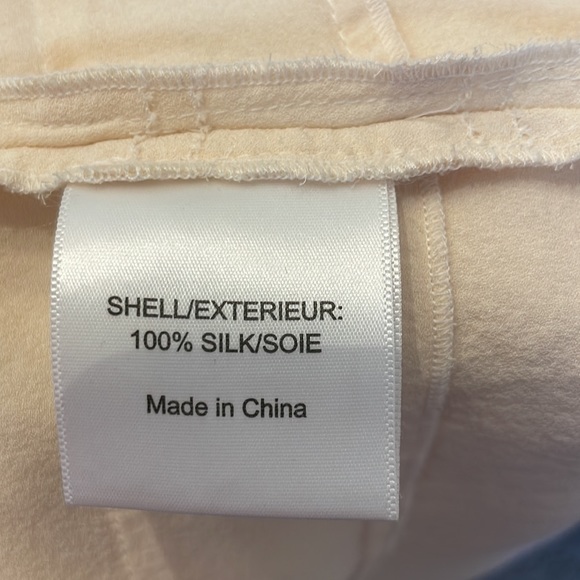 SHELL/EXTERIEUR:
100% SILK/SOIE
Made in China